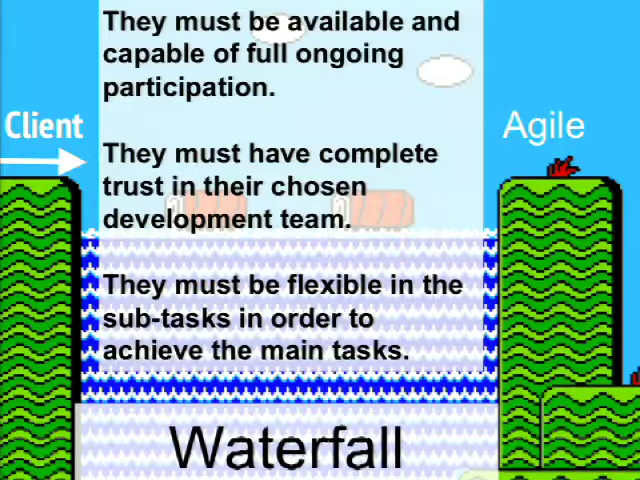 They must be available and
capable of full ongoing
participation.
Client
Agile
They must have complete
trust in their chosen
development team.
They must be flexible in the
sub-tasks in order to
achieve the main tasks.
Waterfall